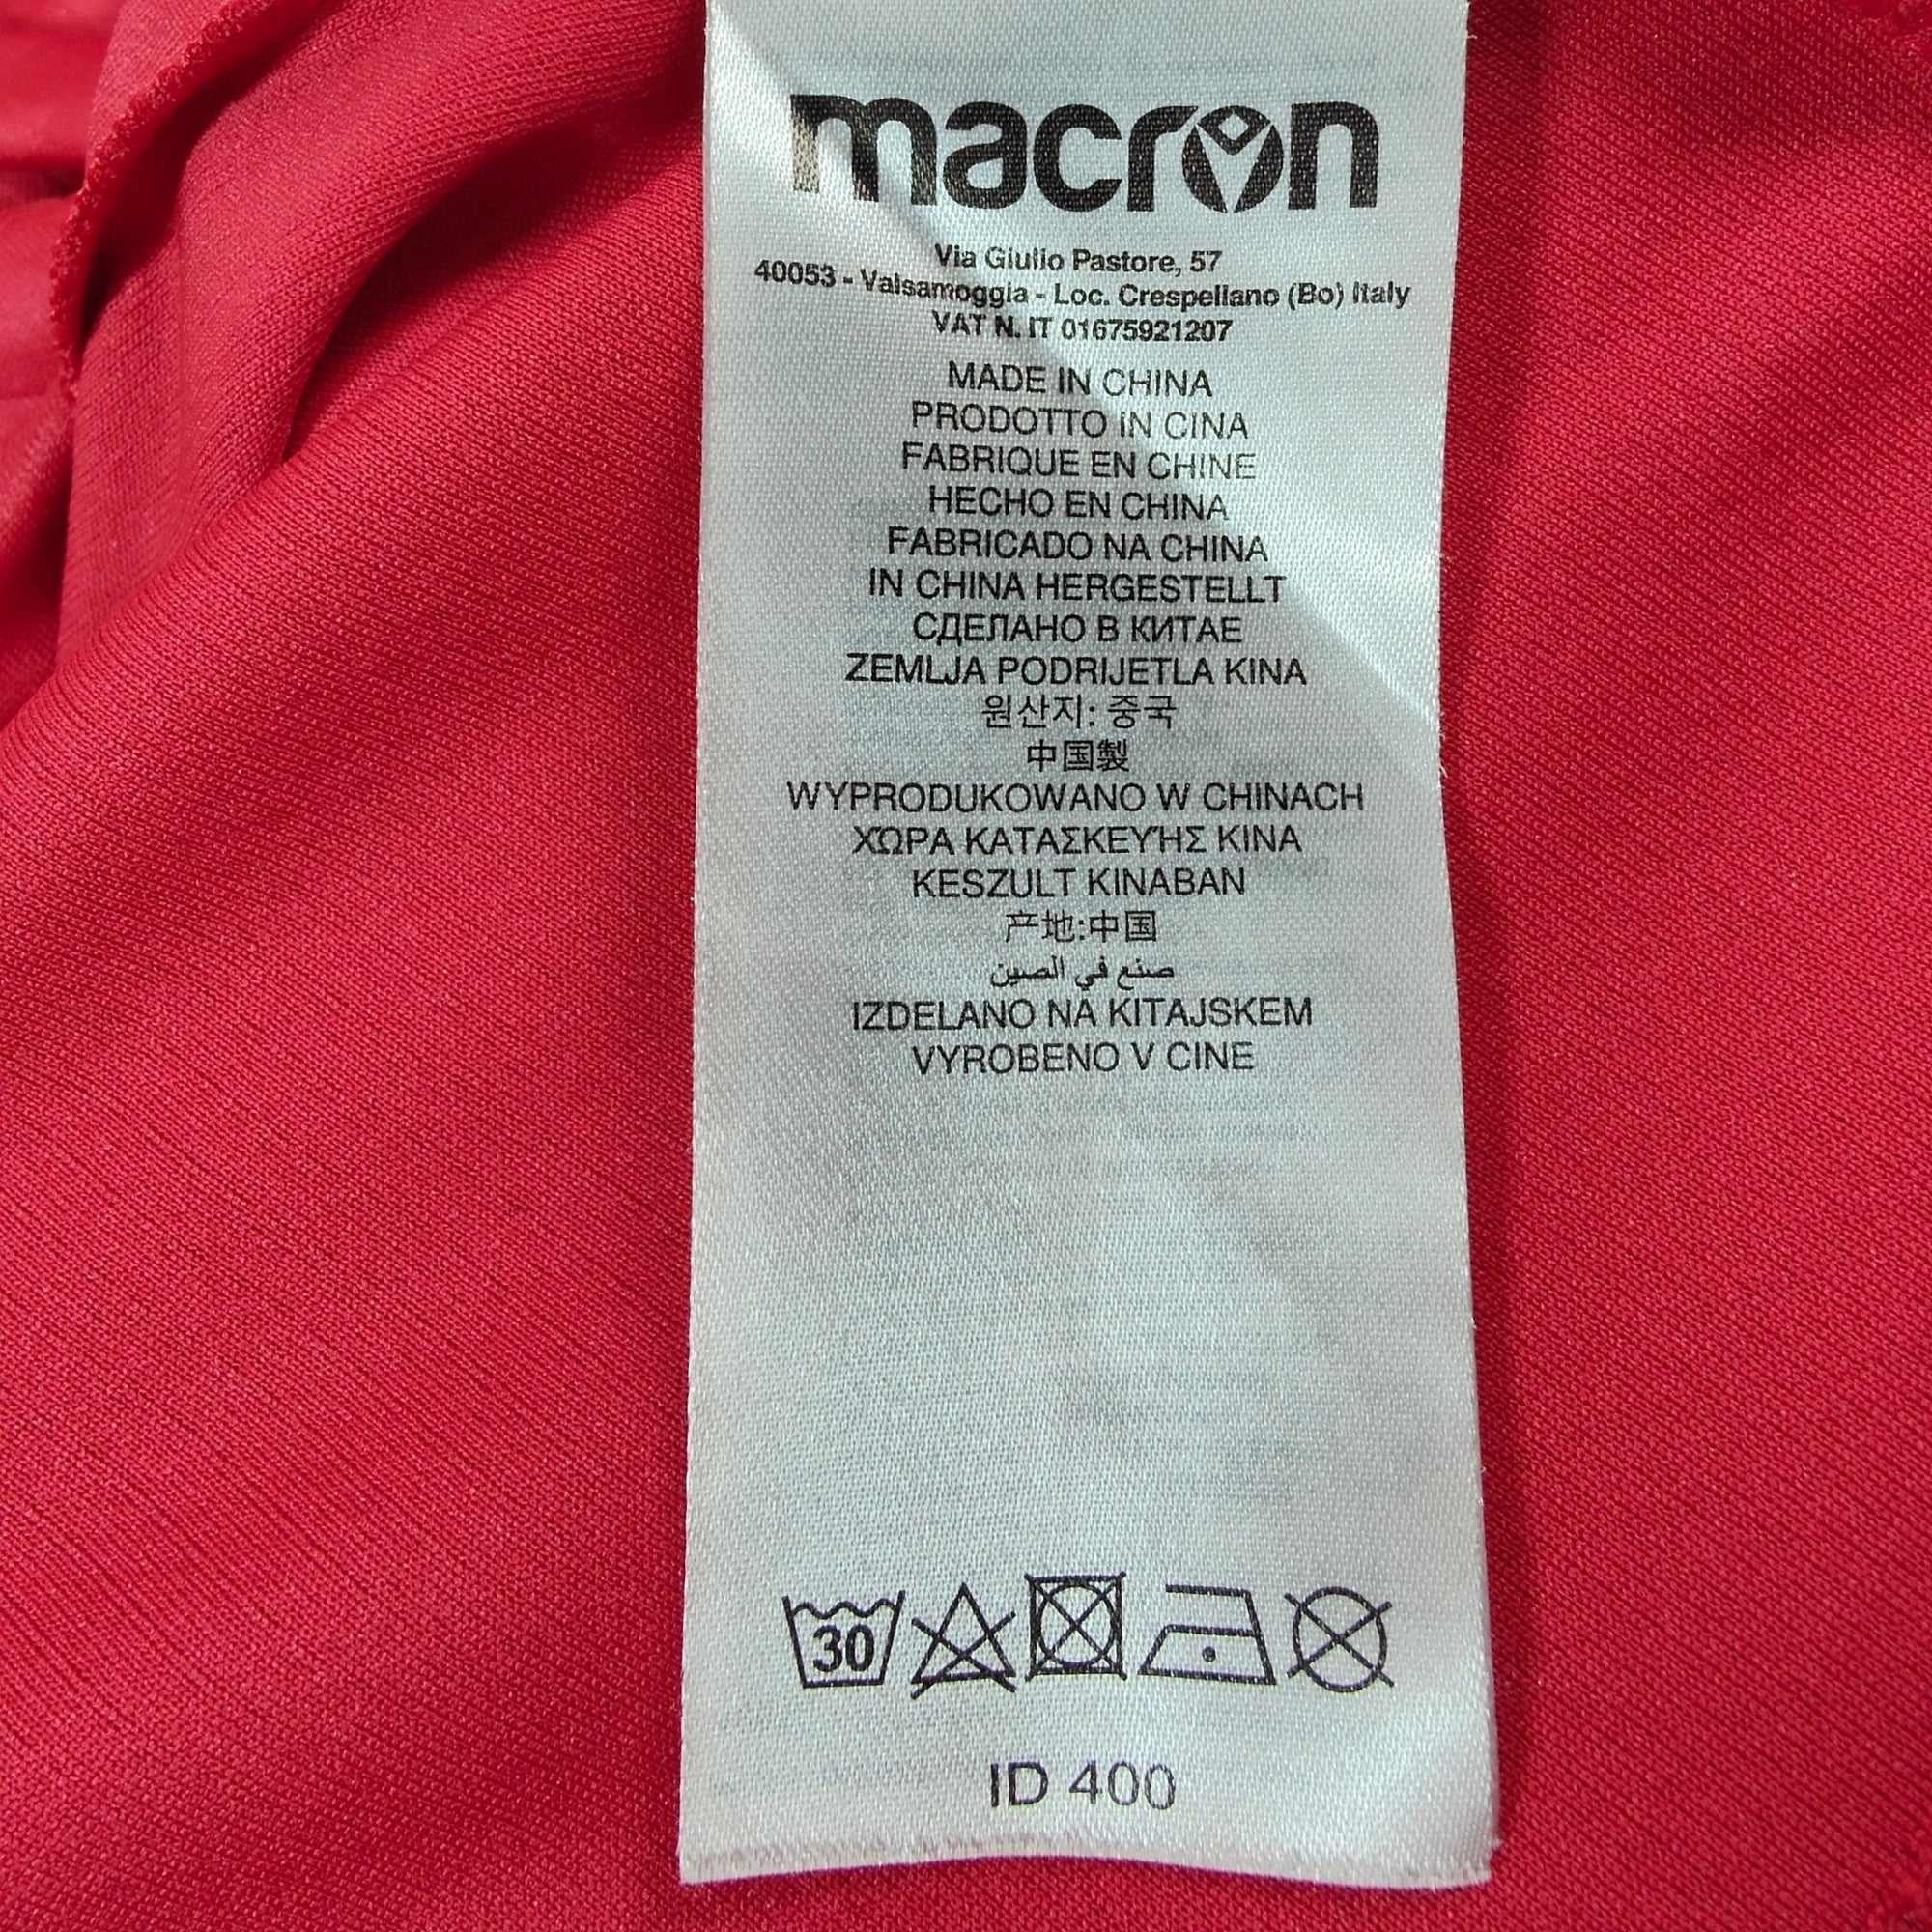 macron
Via Giulio Pastore, 57
40053 - Valsamoggia - Loc. Crespellano (Bo) Italy
VAT N. IT 01675921207
MADE IN CHINA
PRODOTTO IN CINA
FABRIQUE EN CHINE
HECHO EN CHINA
FABRICADO NA CHINA
IN CHINA HERGESTELLT
СДЕЛАНО В КИТАЕ
ZEMLJA PODRIJETLA KINA
원산지: 중국
中国製
WYPRODUKOWANO W CHINACH
ΧΏΡΑ ΚΑΤΑΣΚΕΥΉΣ ΚΙΝΑ
KESZULT KINABAN
产地:中国
صنع في الصين
IZDELANO NA KITAJSKEM
VYROBENO V CINE
30
ID 400